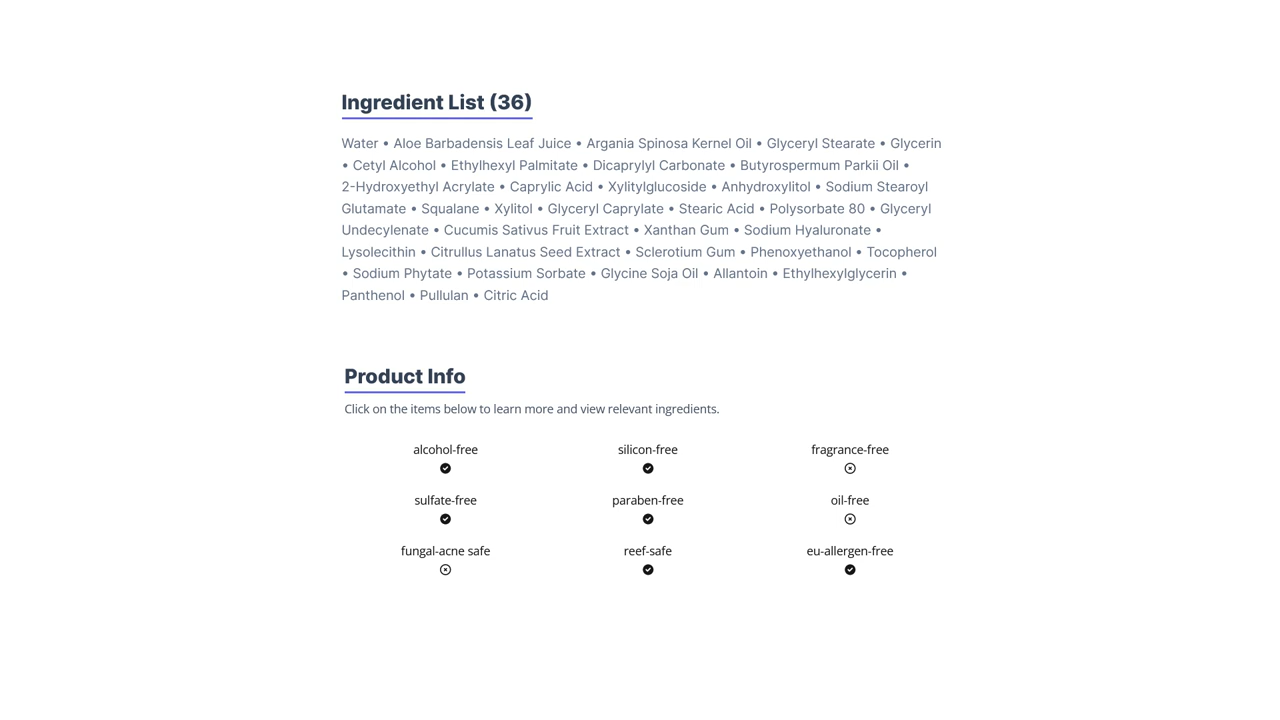 Ingredient List (36)
Water • Aloe Barbadensis Leaf Juice • Argania Spinosa Kernel Oil • Glyceryl Stearate • Glycerin
• Cetyl Alcohol • Ethylhexyl Palmitate • Dicaprylyl Carbonate • Butyrospermum Parkii Oil •
2-Hydroxyethyl Acrylate • Caprylic Acid • Xylitylglucoside • Anhydroxylitol • Sodium Stearoyl
Glutamate • Squalane • Xylitol • Glyceryl Caprylate • Stearic Acid • Polysorbate 80 • Glyceryl
Undecylenate • Cucumis Sativus Fruit Extract • Xanthan Gum • Sodium Hyaluronate •
Lysolecithin • Citrullus Lanatus Seed Extract • Sclerotium Gum • Phenoxyethanol • Tocopherol
• Sodium Phytate • Potassium Sorbate • Glycine Soja Oil • Allantoin • Ethylhexylglycerin •
Panthenol • Pullulan • Citric Acid
Product Info
Click on the items below to learn more and view relevant ingredients.
alcohol-free silicon-free fragrance-free
sulfate-free paraben-free oil-free
fungal-acne safe reef-safe eu-allergen-free